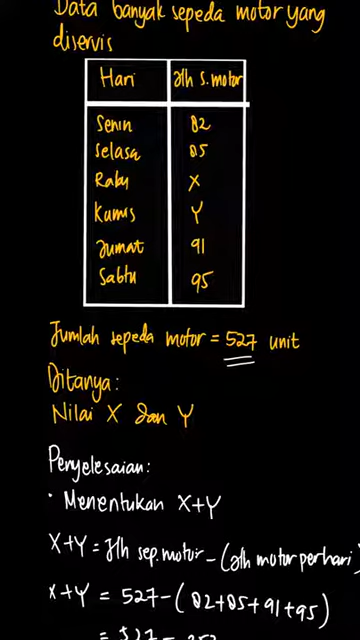 Data banyak sepeda motor yang
diservis
Hari Jlh s.motor
Senin 82
Selasa 85
Rabu X
Kamis Y
Jumat 91
Sabtu 95
Jumlah sepeda motor = 527 unit
Ditanya:
Nilai X dan Y
Penyelesaian:
• Menentukan X+Y
X+Y = Jlh sep.motor - (Jlh motor perhari)
X+Y = 527 - (82+85+91+95)
= 527 -